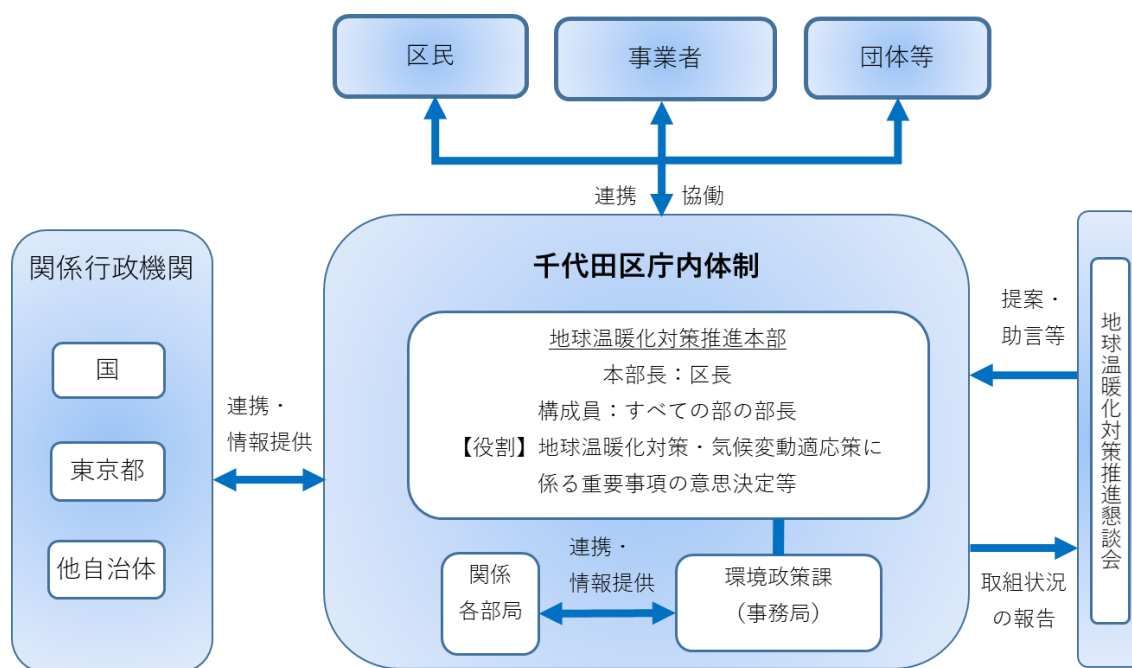 区民
事業者
団体等
連携
協働
関係行政機関
国
東京都
他自治体
連携・
情報提供
千代田区庁内体制
地球温暖化対策推進本部
本部長：区長
構成員：すべての部の部長
【役割】地球温暖化対策・気候変動適応策に
係る重要事項の意思決定等
関係
各部局
連携・
情報提供
環境政策課
（事務局）
提案・
助言等
取組状況
の報告
地球温暖化対策推進懇談会